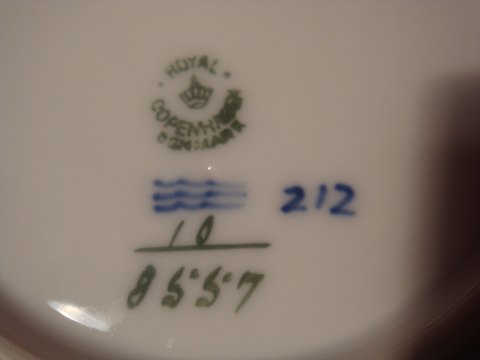 ROYAL
COPENHAGEN
DENMARK
212
10
8557